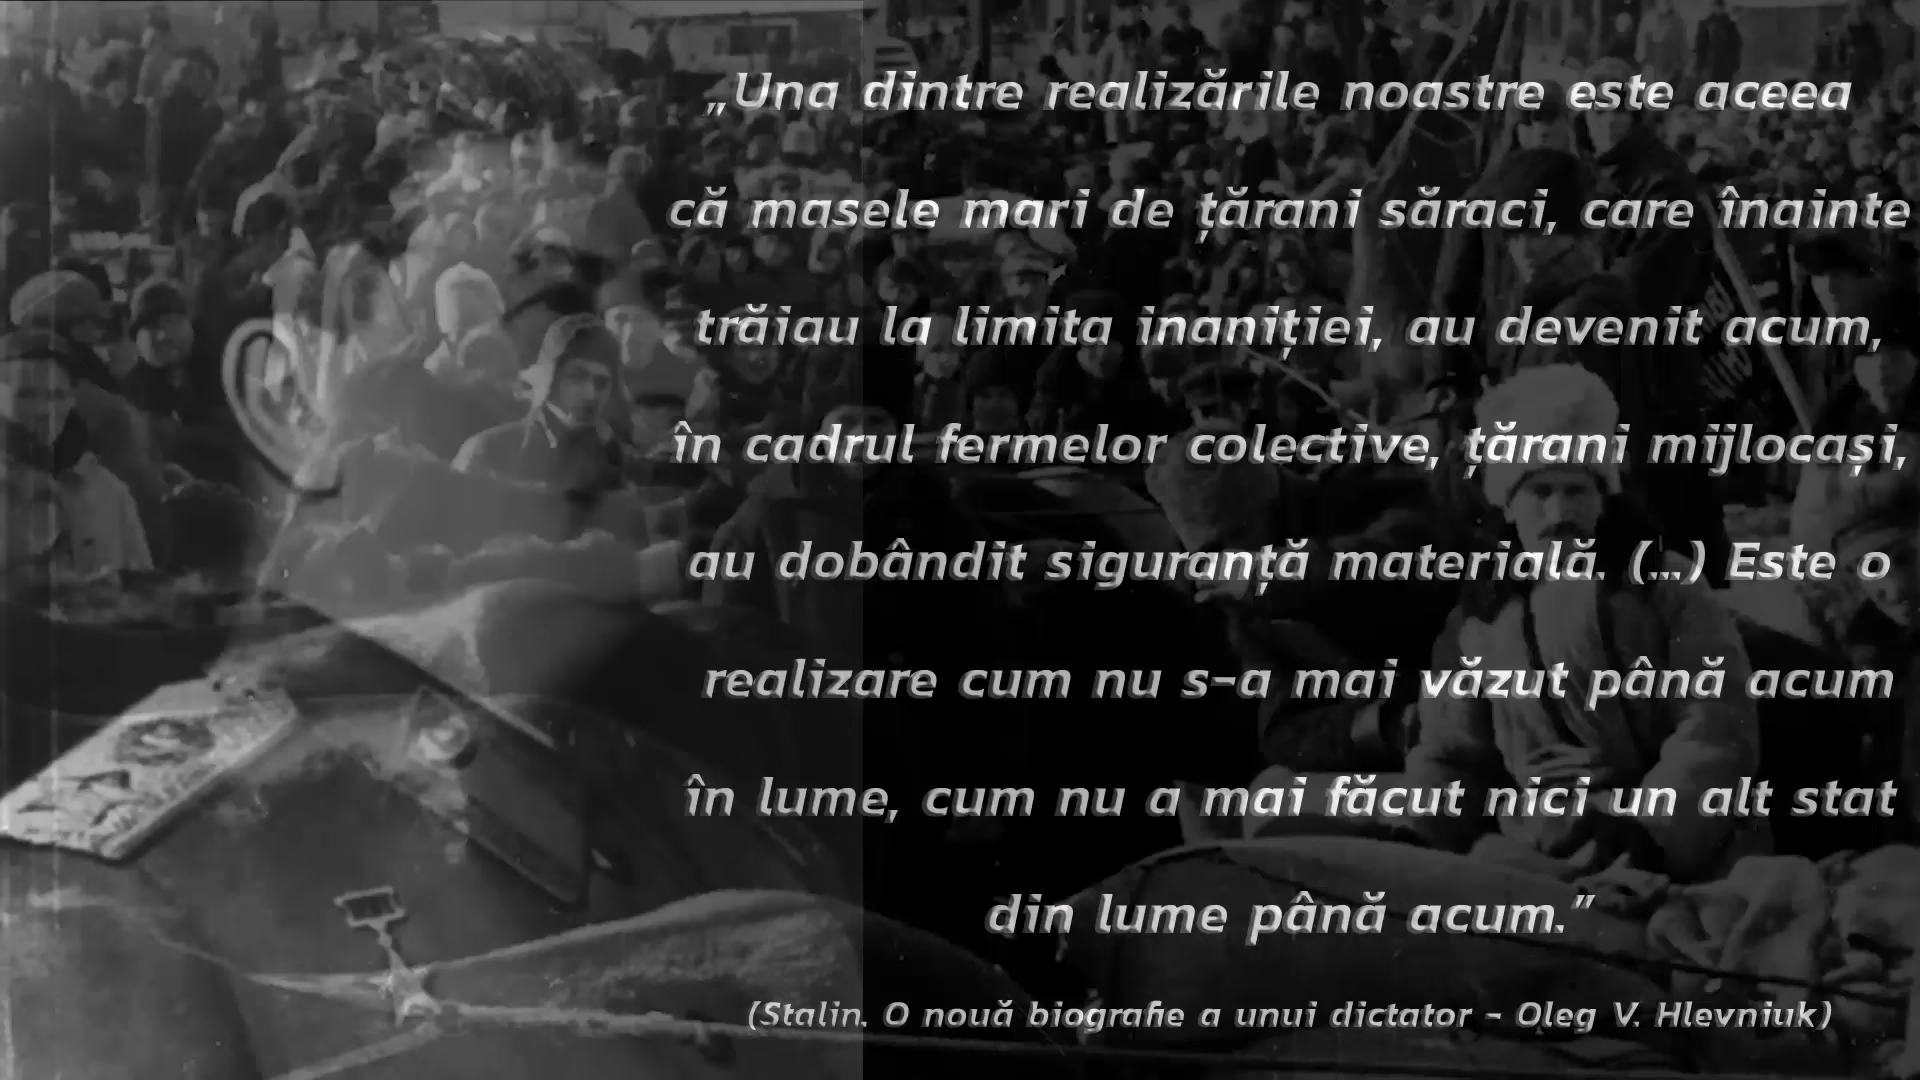 „Una dintre realizările noastre este aceea
că masele mari de țărani săraci, care înainte
trăiau la limita inaniției, au devenit acum,
în cadrul fermelor colective, țărani mijlocași,
au dobândit siguranță materială. (...) Este o
realizare cum nu s-a mai văzut până acum
în lume, cum nu a mai făcut nici un alt stat
din lume până acum.”
(Stalin. O nouă biografie a unui dictator - Oleg V. Hlevniuk)